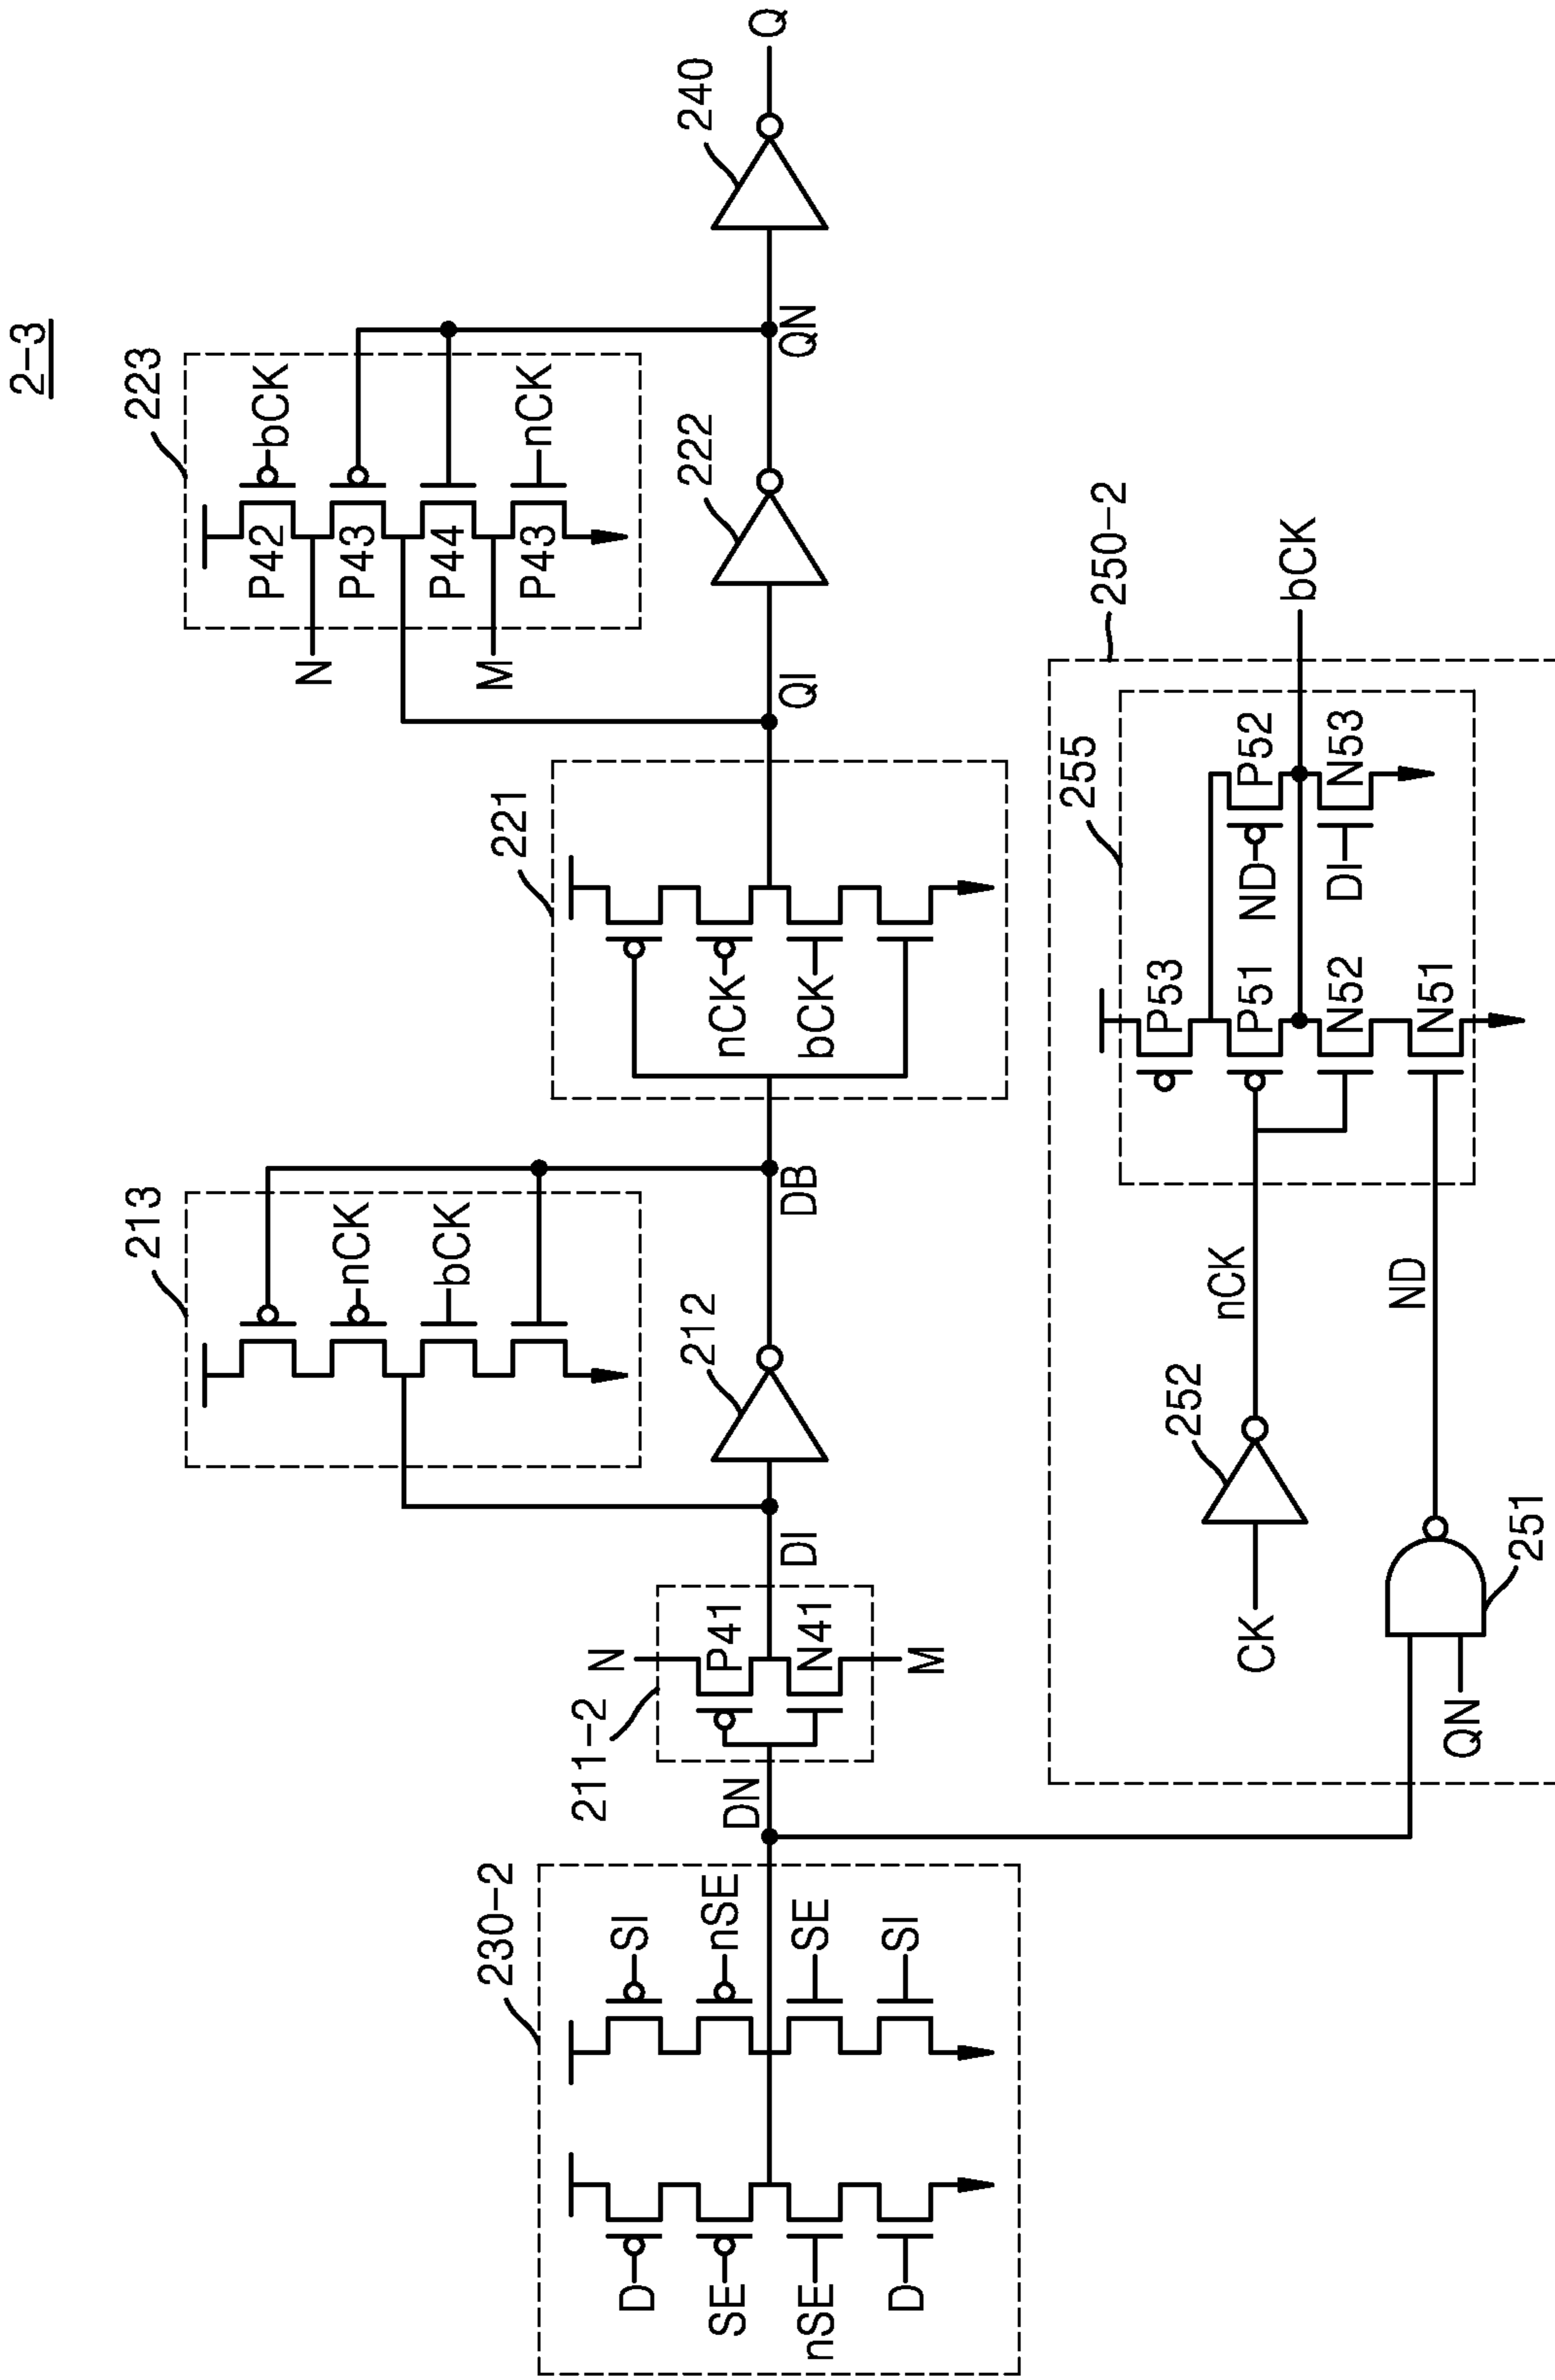 2-3
230-2
D
SE
nSE
D
SI
nSE
SE
SI
DN
211-2
N
P41
N41
M
DI
213
nCK
bCK
212
DB
221
nCK
bCK
QI
223
bCK
P42
N
P43
P44
M
P43
nCK
222
QN
240
Q
250-2
CK
252
nCK
QN
251
ND
255
P53
P51
N52
N51
ND
P52
DI
N53
bCK